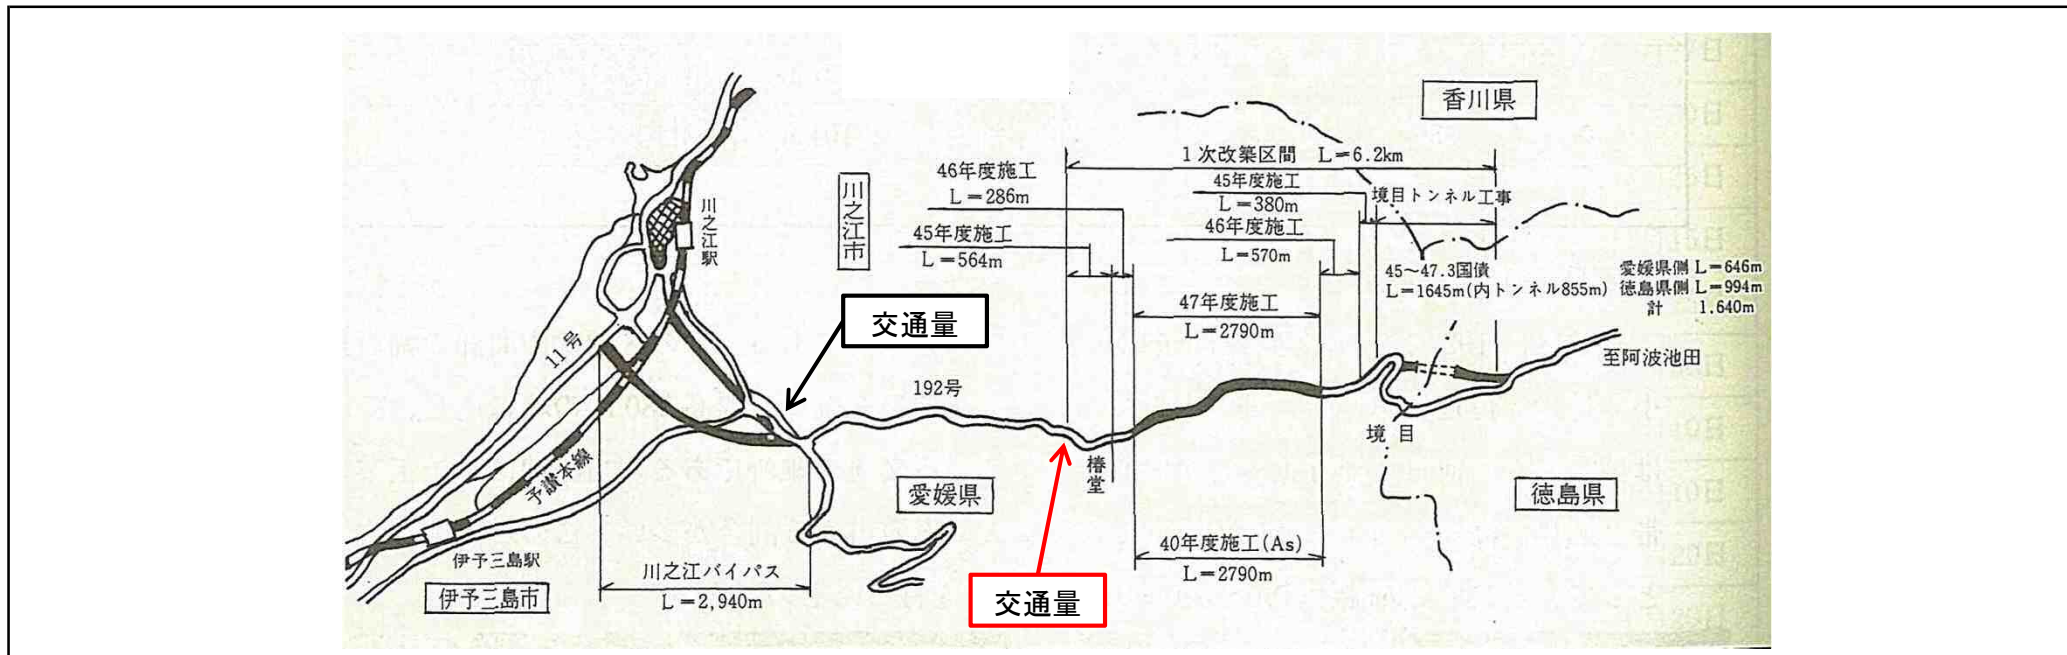 香川県
1次改築区間 L=6.2km
46年度施工
L=286m
45年度施工
L=380m
境目トンネル工事
川之江市
川之江駅
45年度施工
L=564m
46年度施工
L=570m
45~47.3国債
L=1645m(内トンネル855m)
愛媛県側 L=646m
徳島県側 L=994m
計 1.640m
47年度施工
L=2790m
交通量
11号
192号
至阿波池田
境目
椿堂
予讃本線
愛媛県
徳島県
伊予三島駅
川之江バイパス
L=2,940m
40年度施工(As)
L=2790m
伊予三島市
交通量